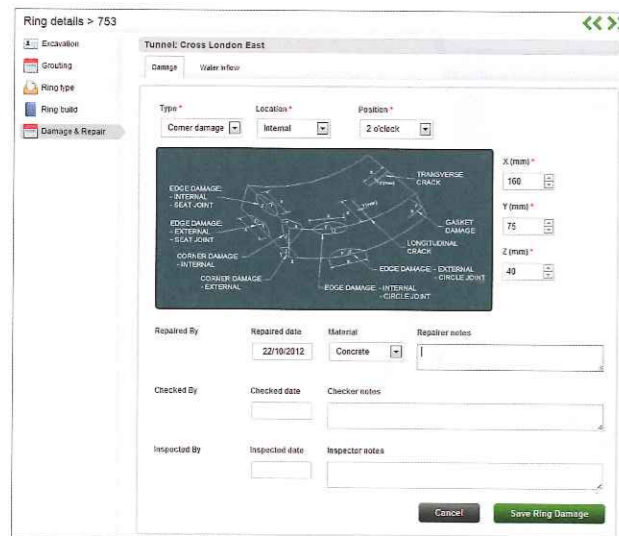 Ring details > 753
Excavation
Grouting
Ring type
Ring build
Damage & Repair
Tunnel: Cross London East
Damage Water inflow
Type * Location * Position *
Corner damage Internal 2 o'clock
TRANSVERSE
CRACK
EDGE DAMAGE:
- INTERNAL
- SEAT JOINT
EDGE DAMAGE:
- EXTERNAL
- SEAT JOINT
GASKET
DAMAGE
CORNER DAMAGE
- INTERNAL
LONGITUDINAL
CRACK
CORNER DAMAGE
- EXTERNAL
EDGE DAMAGE: - EXTERNAL
- CIRCLE JOINT
EDGE DAMAGE: - INTERNAL
- CIRCLE JOINT
X (mm) *
160
Y (mm) *
75
Z (mm) *
40
Repaired By Repaired date Material Repairer notes
22/10/2012 Concrete
Checked By Checked date Checker notes
Inspected By Inspected date Inspector notes
Cancel Save Ring Damage